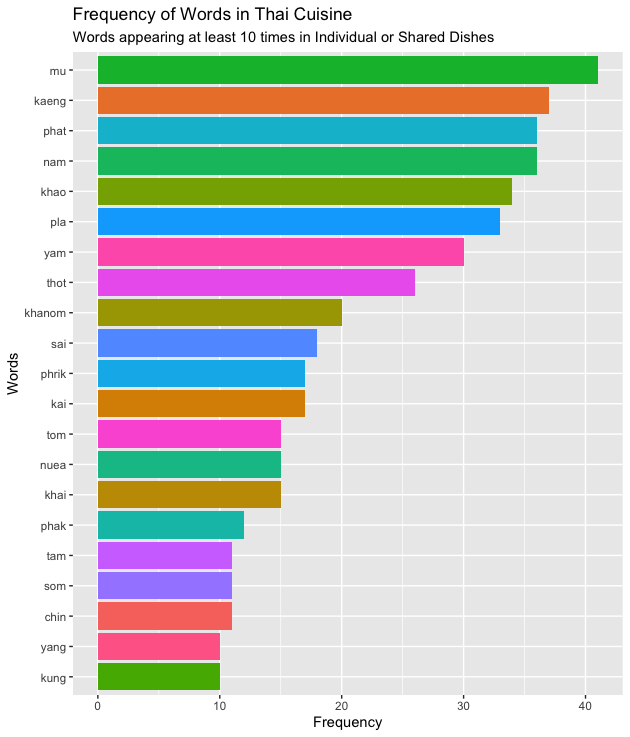 Frequency of Words in Thai Cuisine
Words appearing at least 10 times in Individual or Shared Dishes
Words
mu
kaeng
phat
nam
khao
pla
yam
thot
khanom
sai
phrik
kai
tom
nuea
khai
phak
tam
som
chin
yang
kung
0 10 20 30 40
Frequency